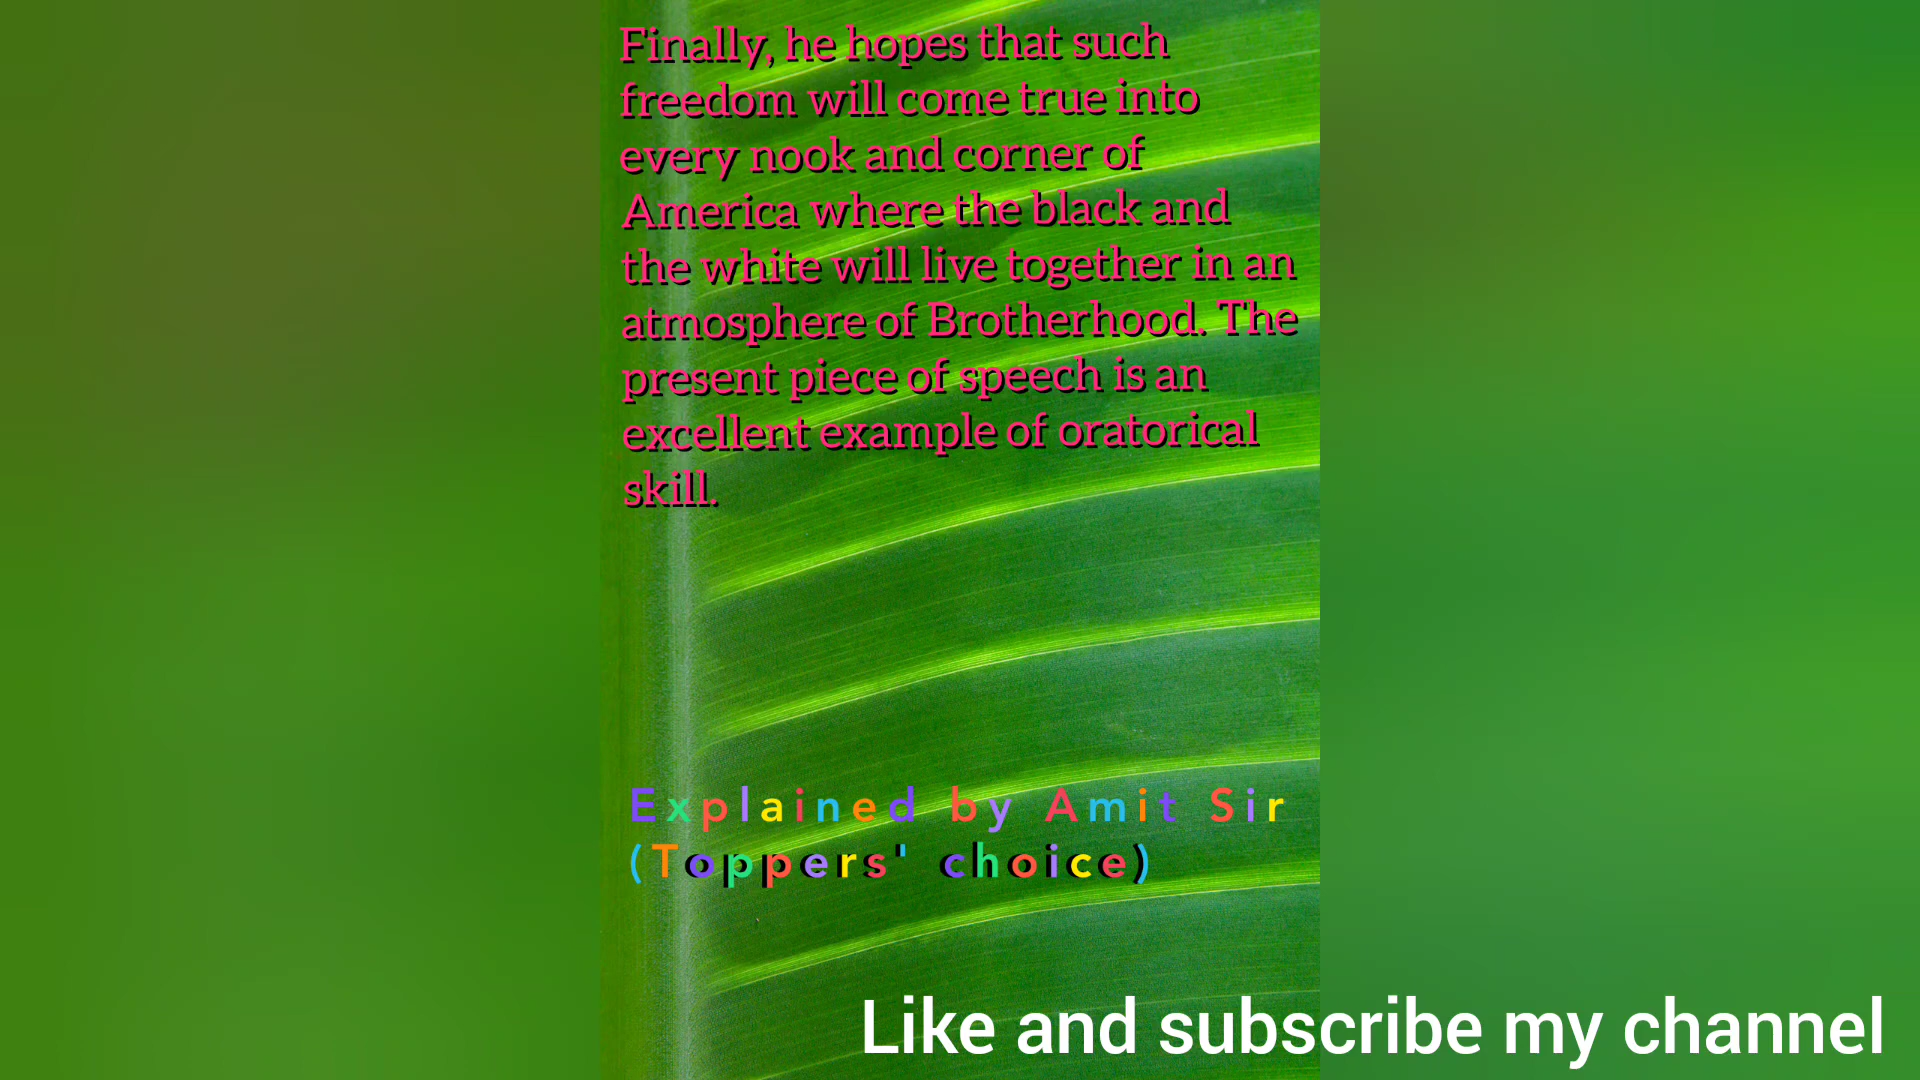 Finally, he hopes that such
freedom will come true into
every nook and corner of
America where the black and
the white will live together in an
atmosphere of Brotherhood. The
present piece of speech is an
excellent example of oratorical
skill.
Explained by Amit Sir
(Toppers' choice)
Like and subscribe my channel